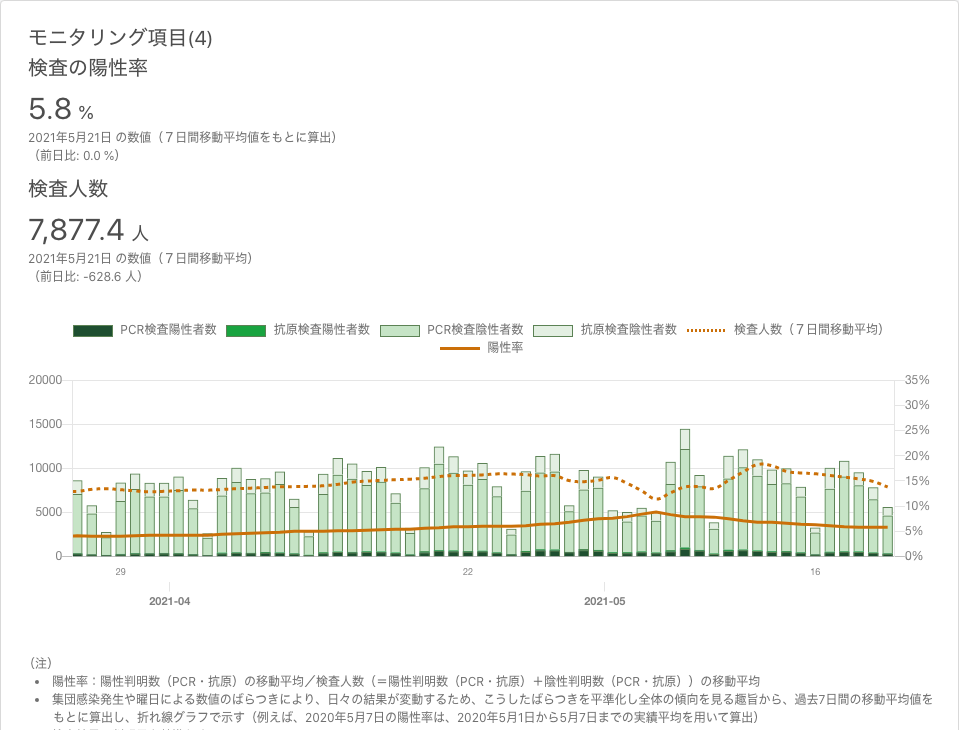 モニタリング項目(4)
検査の陽性率
5.8 %
2021年5月21日 の数値（７日間移動平均値をもとに算出）
（前日比: 0.0 %）
検査人数
7,877.4 人
2021年5月21日 の数値（７日間移動平均）
（前日比: -628.6 人）
PCR検査陽性者数 抗原検査陽性者数 PCR検査陰性者数 抗原検査陰性者数 検査人数（７日間移動平均）
陽性率
20000 35%
30%
15000 25%
20%
10000 15%
5000 10%
5%
0 0%
29 22 16
2021-04 2021-05
（注）
• 陽性率：陽性判明数（PCR・抗原）の移動平均／検査人数（＝陽性判明数（PCR・抗原）＋陰性判明数（PCR・抗原））の移動平均
• 集団感染発生や曜日による数値のばらつきにより、日々の結果が変動するため、こうしたばらつきを平準化し全体の傾向を見る趣旨から、過去7日間の移動平均値を
もとに算出し、折れ線グラフで示す（例えば、2020年5月7日の陽性率は、2020年5月1日から5月7日までの実績平均を用いて算出）